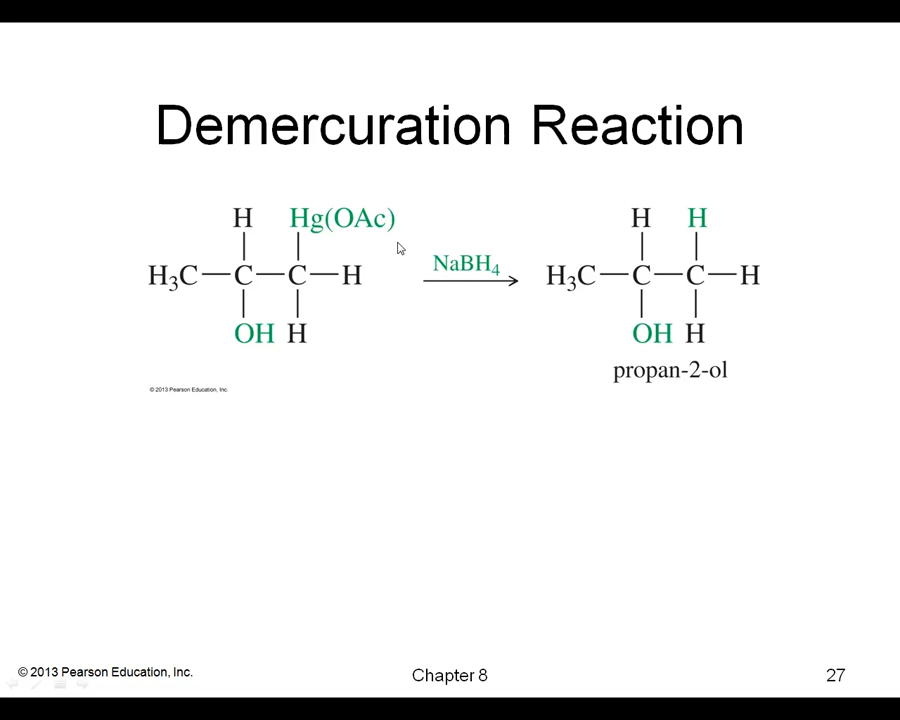 Demercuration Reaction
H Hg(OAc) H H
H₃C—C—C—H NaBH₄ H₃C—C—C—H
OH H OH H
propan-2-ol
© 2013 Pearson Education, Inc.
© 2013 Pearson Education, Inc. Chapter 8 27